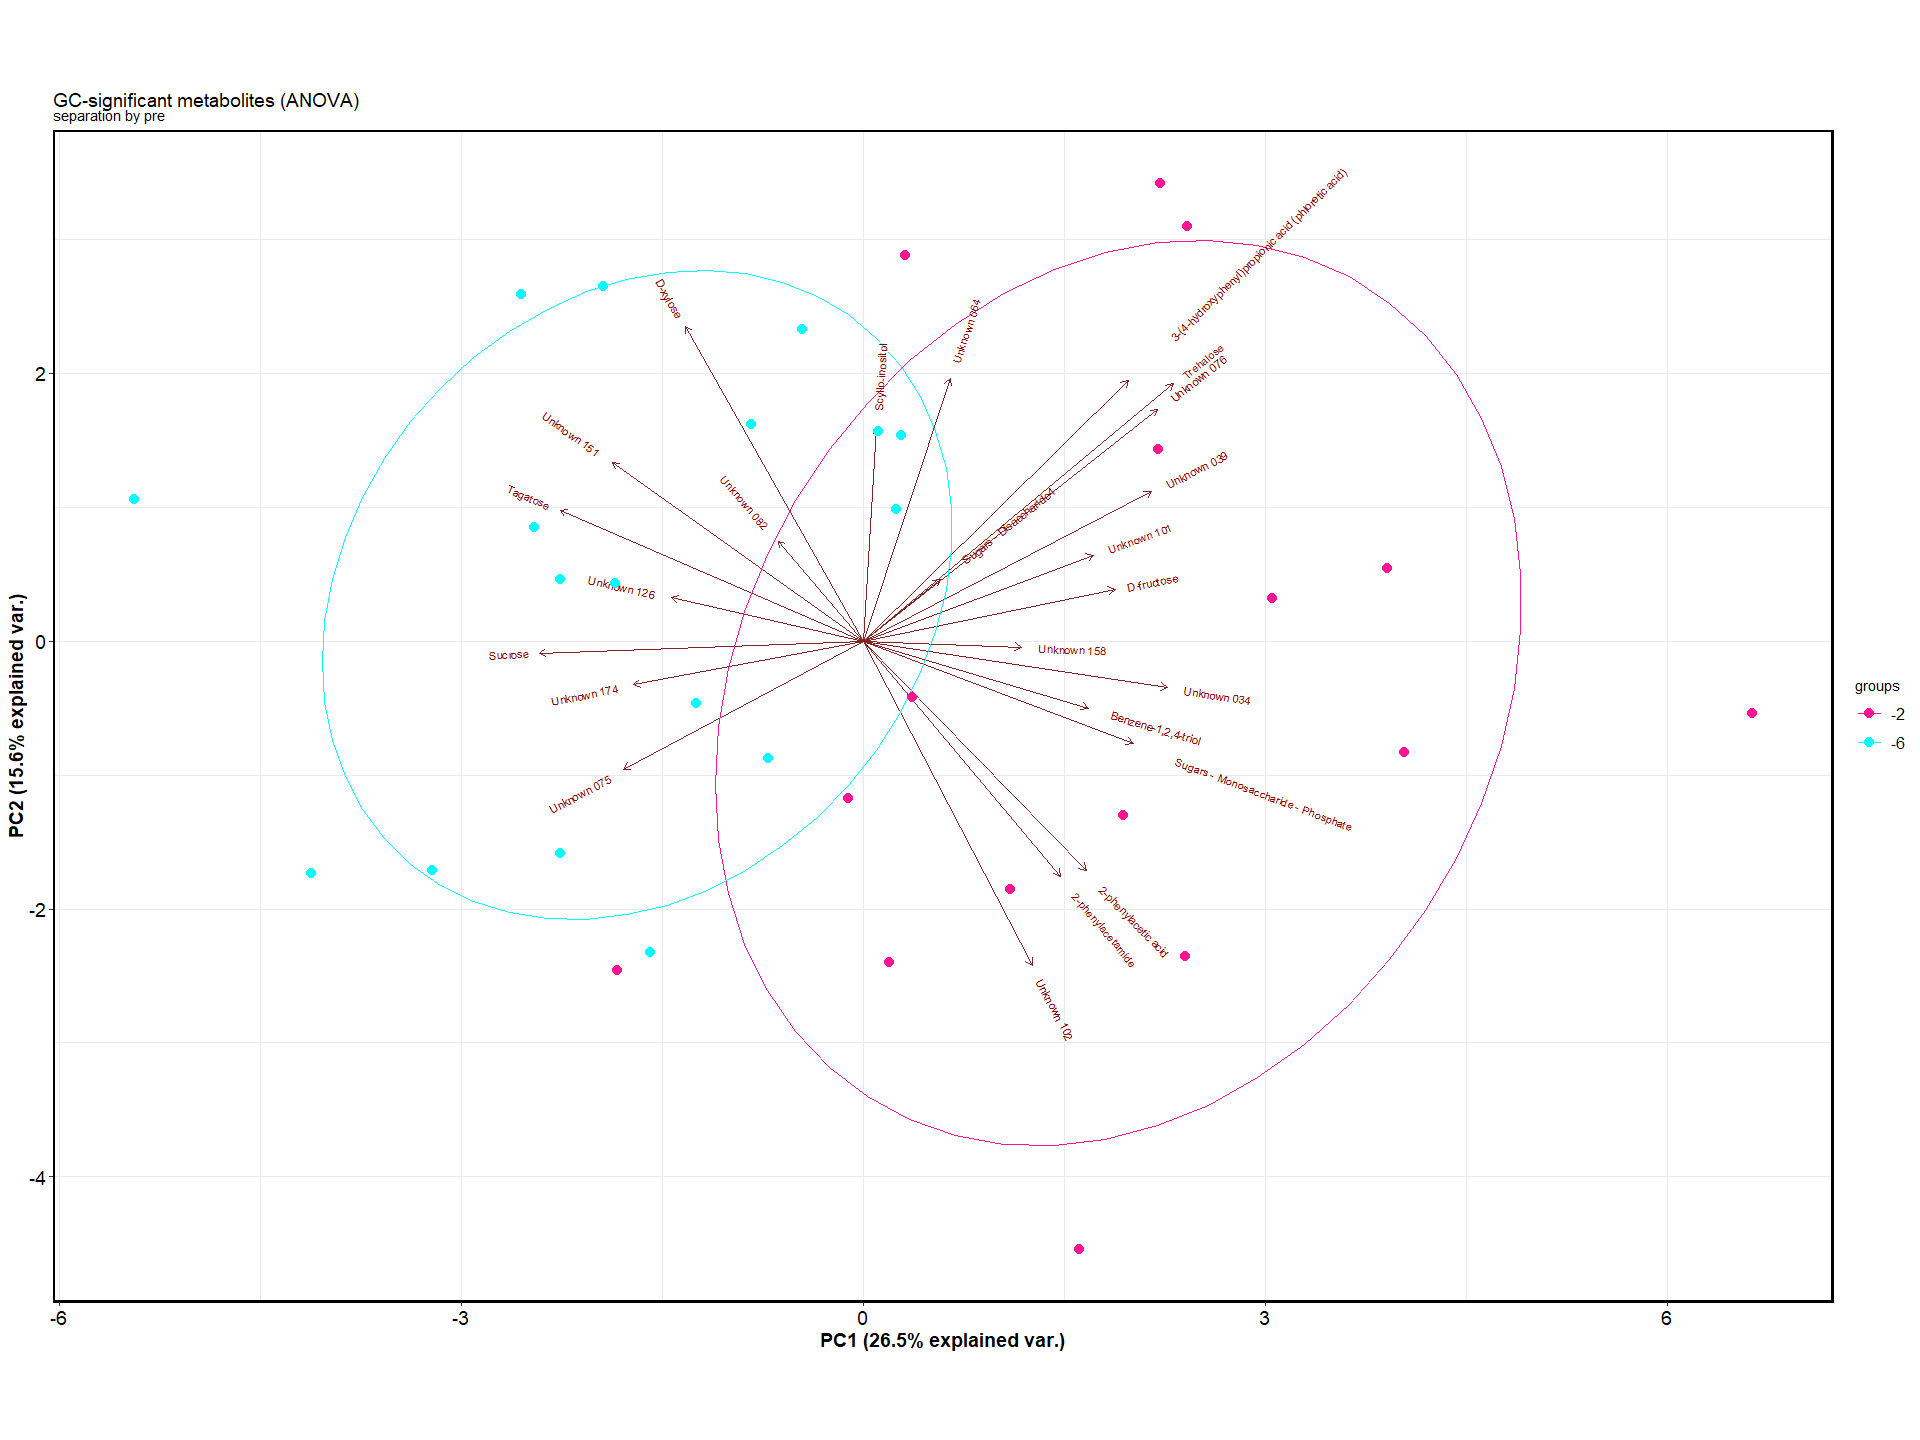 GC-significant metabolites (ANOVA)
separation by pre
3-(4-hydroxyphenyl)propionic acid (phloretic acid)
D-xylose
Unknown 064
Scyllo-inositol
Trehalose
Unknown 076
Unknown 151
Unknown 039
Tagatose
Unknown 082
Sugars - Disaccharide
Unknown 101
Unknown 126
D-fructose
Sucrose
Unknown 158
Unknown 174
Unknown 034
Benzene-1,2,4-triol
Unknown 075
Sugars - Monosaccharide - Phosphate
2-phenylacetic acid
2-phenylacetamide
Unknown 102
PC2 (15.6% explained var.)
2
0
-2
-4
-6
-3
0
3
6
PC1 (26.5% explained var.)
groups
-2
-6